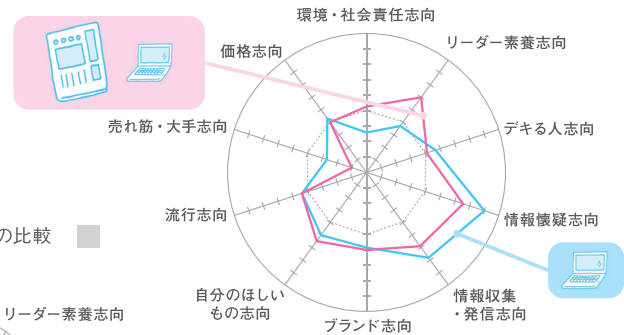 環境・社会責任志向
価格志向
リーダー素養志向
売れ筋・大手志向
デキる人志向
流行志向
情報懐疑志向
の比較
自分のほしい
もの志向
情報収集
・発信志向
リーダー素養志向
ブランド志向